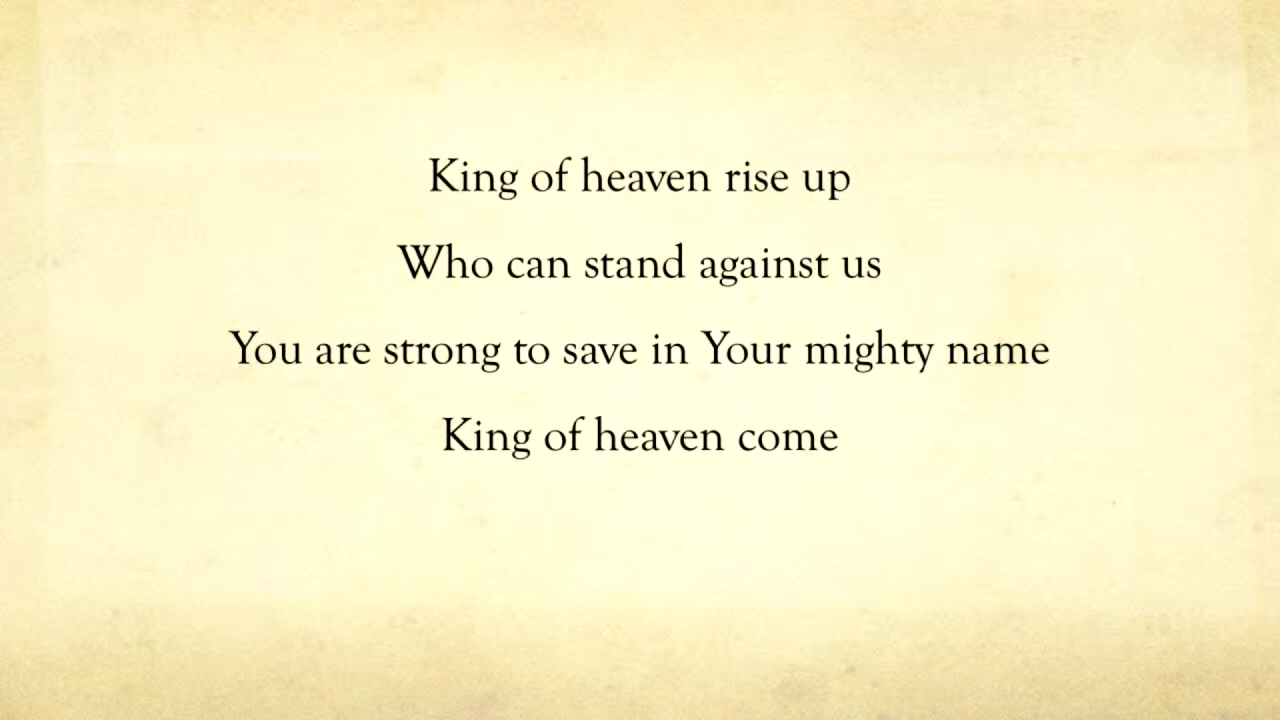 King of heaven rise up
Who can stand against us
You are strong to save in Your mighty name
King of heaven come